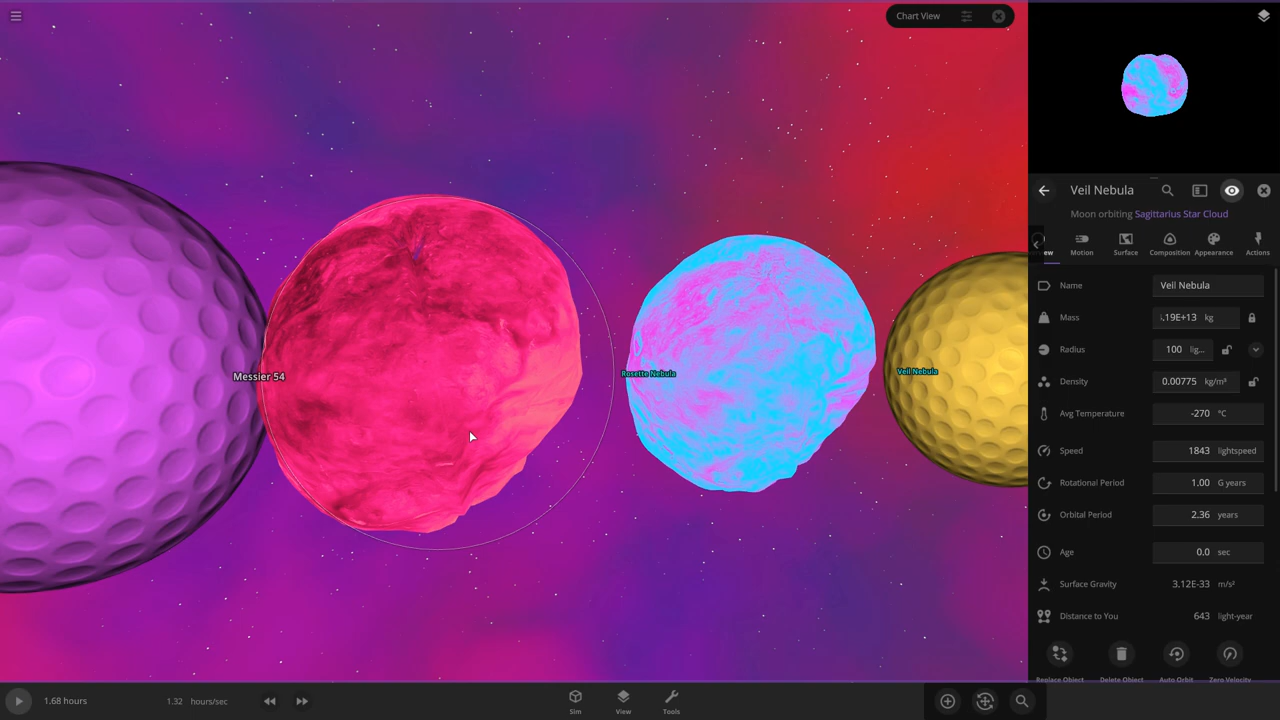 Chart View
Messier 54
Rosette Nebula
Veil Nebula
Veil Nebula
Moon orbiting Sagittarius Star Cloud
Motion
Surface
Composition
Appearance
Actions
Name Veil Nebula
Mass .19E+13 kg
Radius 100 lig...
Density 0.00775 kg/m³
Avg Temperature -270 °C
Speed 1843 lightspeed
Rotational Period 1.00 G years
Orbital Period 2.36 years
Age 0.0 sec
Surface Gravity 3.12E-33 m/s²
Distance to You 643 light-year
Replace Object
Delete Object
Auto Orbit
Zero Velocity
1.68 hours
1.32 hours/sec
Sim
View
Tools